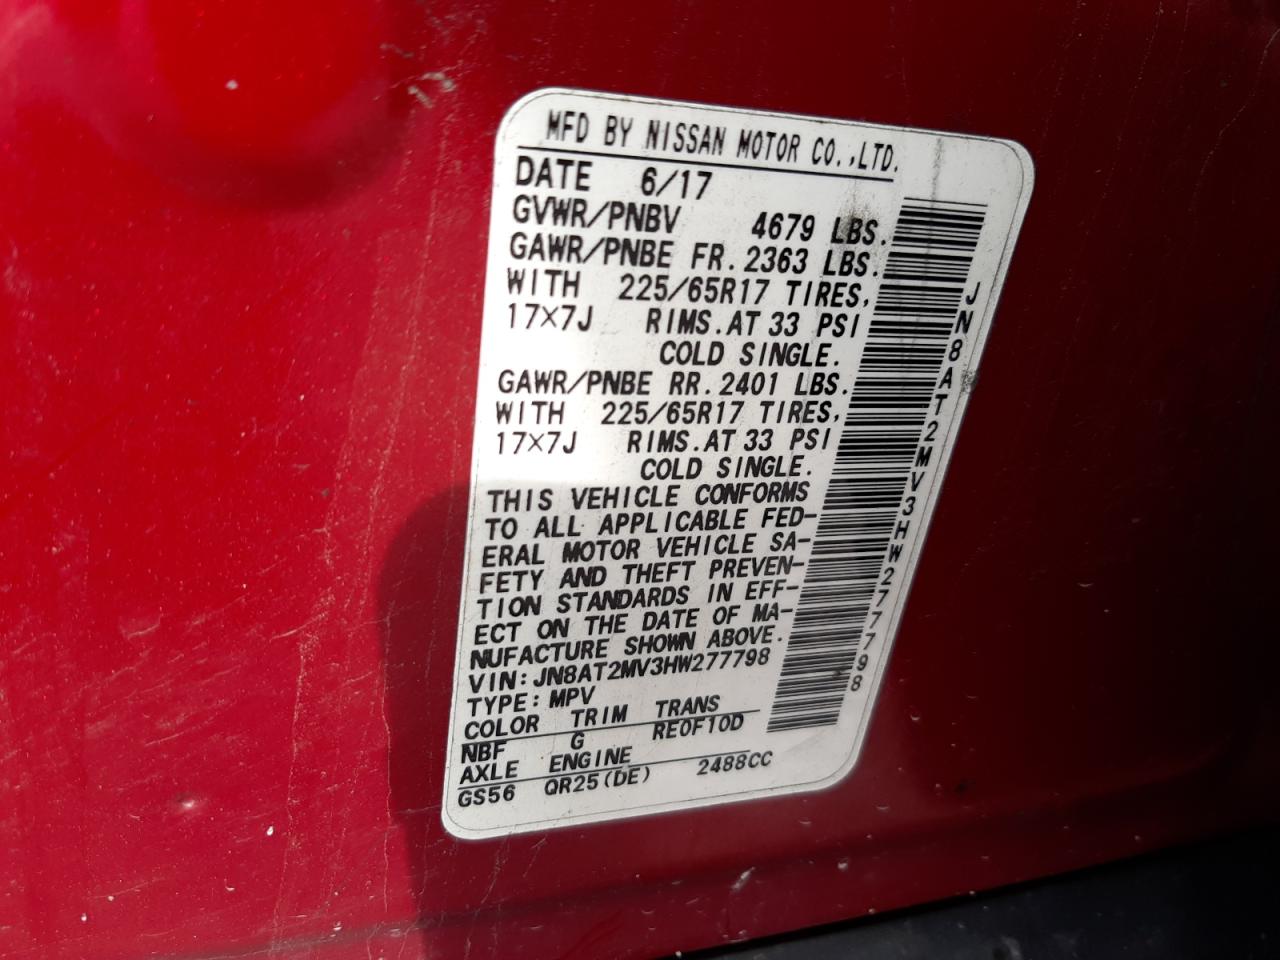 MFD BY NISSAN MOTOR CO.,LTD.
DATE 6/17
GVWR/PNBV 4679 LBS.
GAWR/PNBE FR. 2363 LBS.
WITH 225/65R17 TIRES,
17×7J RIMS. AT 33 PSI
COLD SINGLE.
GAWR/PNBE RR. 2401 LBS.
WITH 225/65R17 TIRES,
17×7J RIMS. AT 33 PSI
COLD SINGLE.
THIS VEHICLE CONFORMS
TO ALL APPLICABLE FED-
ERAL MOTOR VEHICLE SA-
FETY AND THEFT PREVEN-
TION STANDARDS IN EFF-
ECT ON THE DATE OF MA-
NUFACTURE SHOWN ABOVE.
VIN: JN8AT2MV3HW277798
TYPE: MPV
COLOR TRIM TRANS
NBF G RE0F10D
AXLE ENGINE
GS56 QR25(DE) 2488CC
JN8AT2MV3HW277798